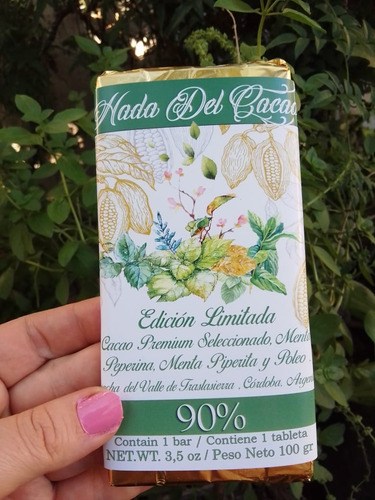 Nada Del Cacao
Edición Limitada
Cacao Premium Seleccionado, Menta
Peperina, Menta Piperita y Poleo
del Valle de Traslasierra, Córdoba,
90%
Contain 1 bar / Contiene 1 tableta
NET.WT. 3,5 oz / Peso Neto 100 gr